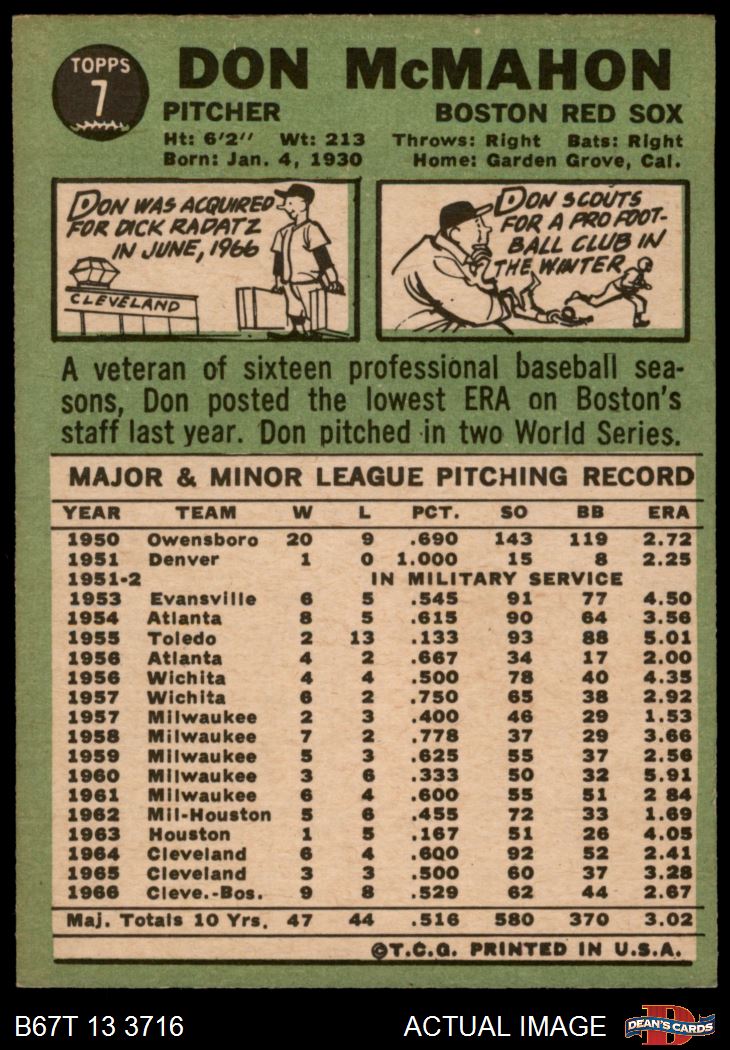 TOPPS
7
DON McMAHON
PITCHER BOSTON RED SOX
Ht: 6'2" Wt: 213 Throws: Right Bats: Right
Born: Jan. 4, 1930 Home: Garden Grove, Cal.
DON WAS ACQUIRED
FOR DICK RADATZ
IN JUNE, 1966
CLEVELAND
DON SCOUTS
FOR A PRO FOOT-
BALL CLUB IN
THE WINTER
A veteran of sixteen professional baseball sea-
sons, Don posted the lowest ERA on Boston's
staff last year. Don pitched in two World Series.
MAJOR & MINOR LEAGUE PITCHING RECORD
YEAR TEAM W L PCT. SO BB ERA
1950 Owensboro 20 9 .690 143 119 2.72
1951 Denver 1 0 1.000 15 8 2.25
1951-2 IN MILITARY SERVICE
1953 Evansville 6 5 .545 91 77 4.50
1954 Atlanta 8 5 .615 90 64 3.56
1955 Toledo 2 13 .133 93 88 5.01
1956 Atlanta 4 2 .667 34 17 2.00
1956 Wichita 4 4 .500 78 40 4.35
1957 Wichita 6 2 .750 65 38 2.92
1957 Milwaukee 2 3 .400 46 29 1.53
1958 Milwaukee 7 2 .778 37 29 3.66
1959 Milwaukee 5 3 .625 55 37 2.56
1960 Milwaukee 3 6 .333 50 32 5.91
1961 Milwaukee 6 4 .600 55 51 2 84
1962 Mil-Houston 5 6 .455 72 33 1.69
1963 Houston 1 5 .167 51 26 4.05
1964 Cleveland 6 4 .600 92 52 2.41
1965 Cleveland 3 3 .500 60 37 3.28
1966 Cleve.-Bos. 9 8 .529 62 44 2.67
Maj. Totals 10 Yrs. 47 44 .516 580 370 3.02
©T.C.G. PRINTED IN U.S.A.
B67T 13 3716 ACTUAL IMAGE
D
DEAN'S CARDS